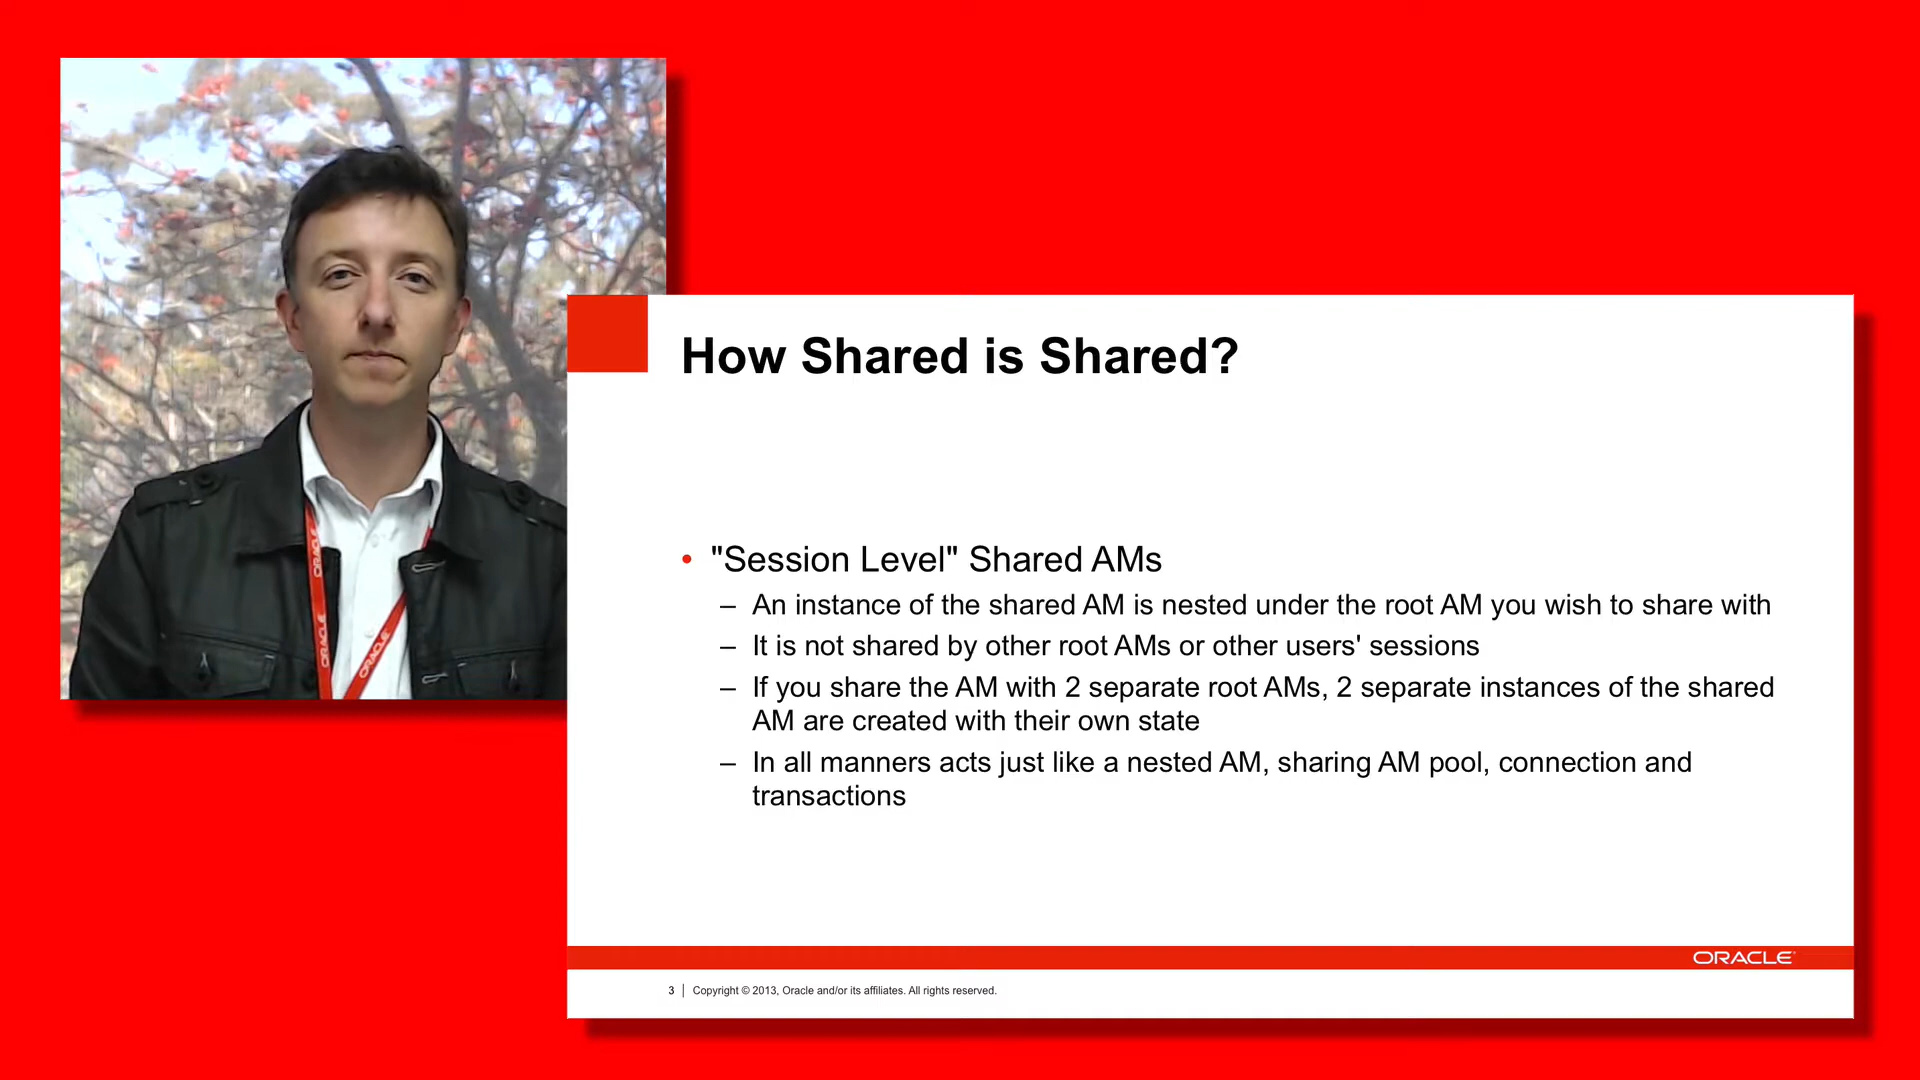 How Shared is Shared?
• "Session Level" Shared AMs
– An instance of the shared AM is nested under the root AM you wish to share with
– It is not shared by other root AMs or other users' sessions
– If you share the AM with 2 separate root AMs, 2 separate instances of the shared
AM are created with their own state
– In all manners acts just like a nested AM, sharing AM pool, connection and
transactions
ORACLE
3 | Copyright © 2013, Oracle and/or its affiliates. All rights reserved.
ORACLE
ORACLE
ORACLE